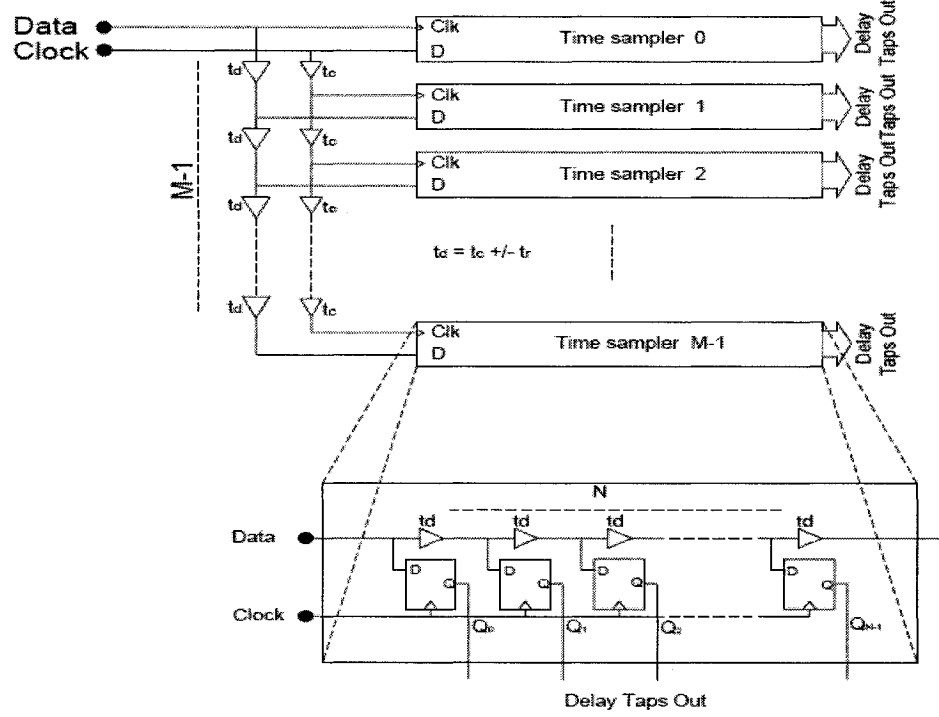 Data
Clock
Clk
D
Time sampler 0
Delay
Taps Out
td
tc
Clk
D
Time sampler 1
Delay
Taps Out
td
tc
Clk
D
Time sampler 2
Delay
Taps Out
td
tc
M-1
td = tc +/- tr
td
tc
Clk
D
Time sampler M-1
Delay
Taps Out
N
td
td
td
td
Data
D
Q
D
Q
D
Q
D
Q
Clock
Q0
Q1
Q2
QN-1
Delay Taps Out